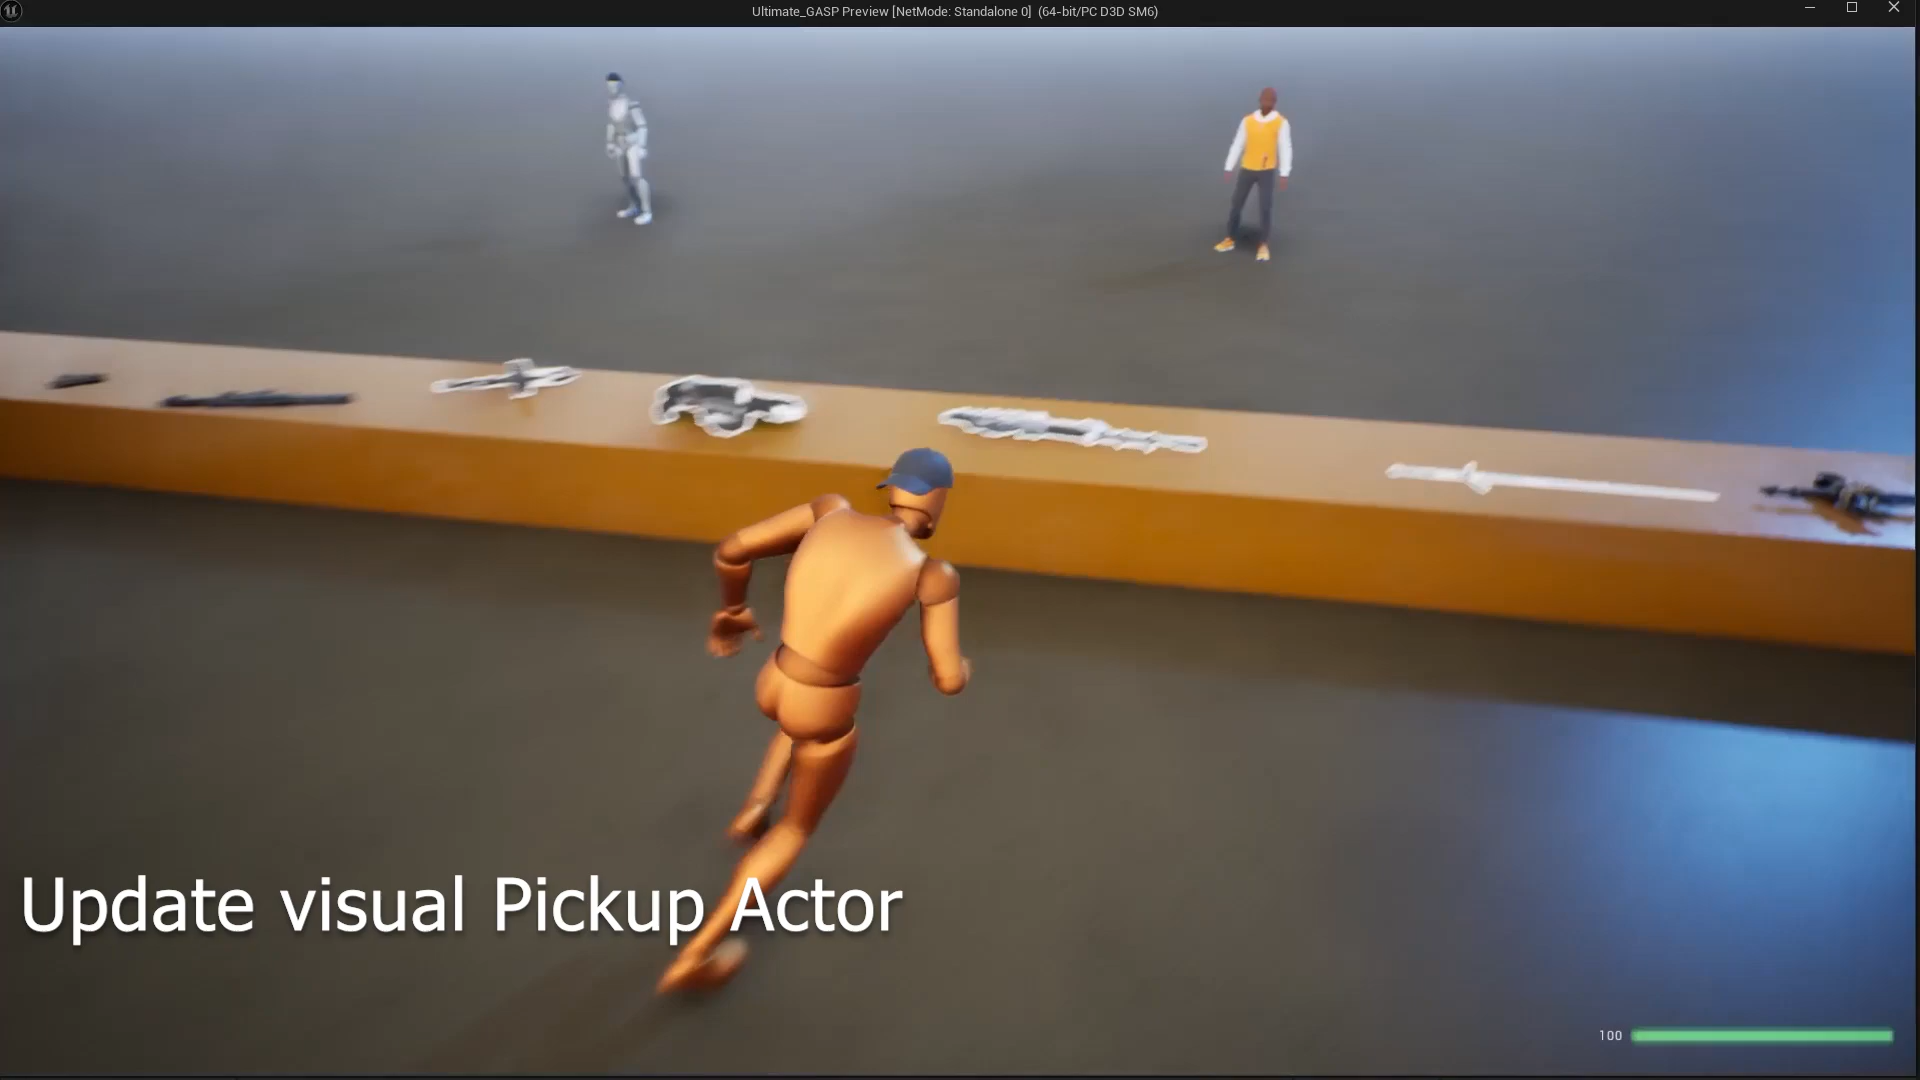 Ultimate_GASP Preview [NetMode: Standalone 0] (64-bit/PC D3D SM6)
Update visual Pickup Actor
100